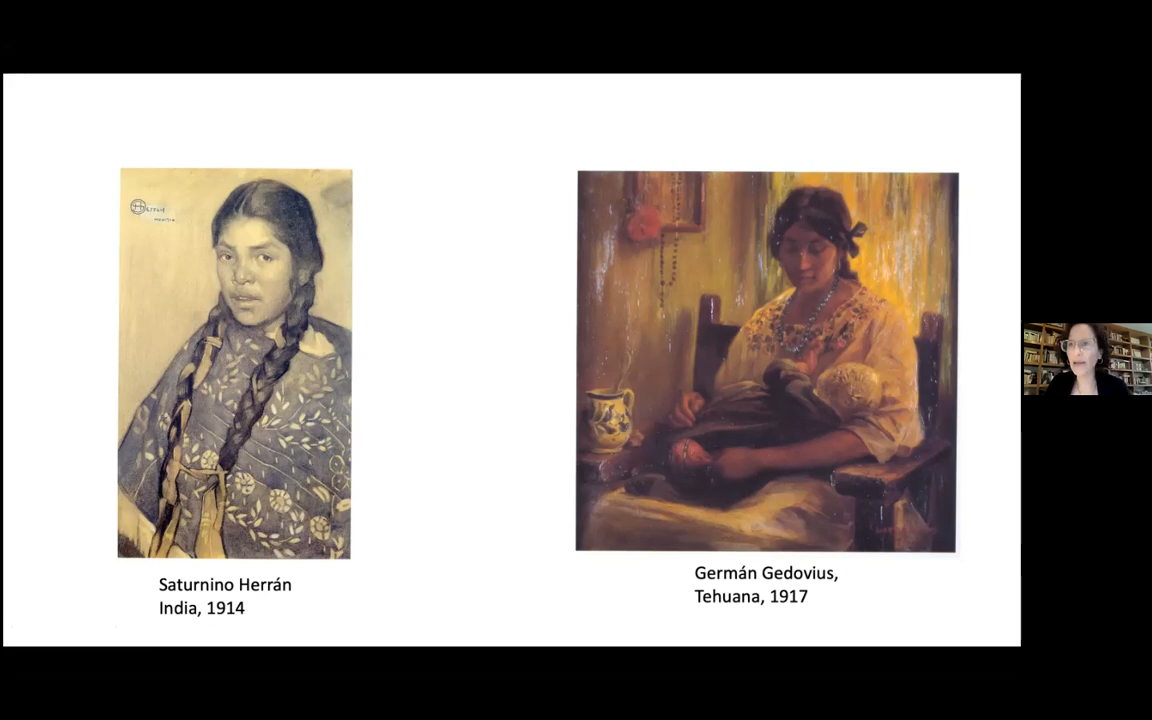 Saturnino Herrán
India, 1914
Germán Gedovius,
Tehuana, 1917